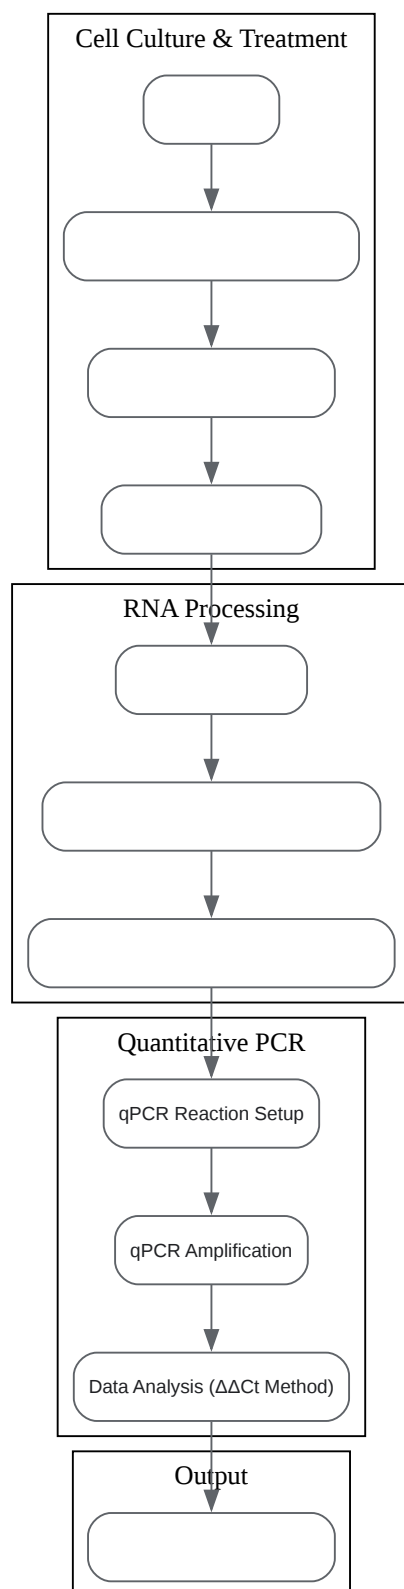 Cell Culture & Treatment
RNA Processing
Quantitative PCR
qPCR Reaction Setup
qPCR Amplification
Data Analysis (ΔΔCt Method)
Output